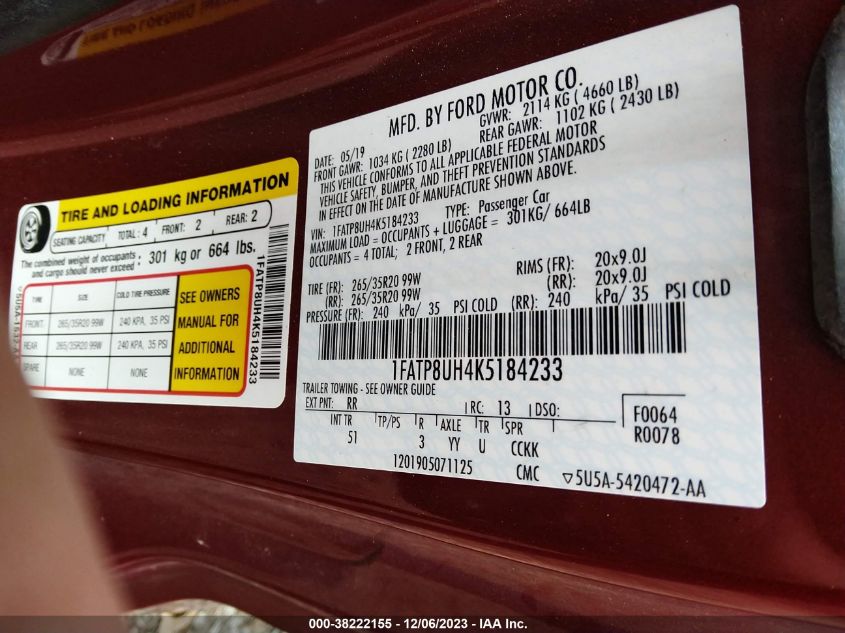 TIRE AND LOADING INFORMATION
SEATING CAPACITY TOTAL: 4 FRONT: 2 REAR: 2
The combined weight of occupants and cargo should never exceed : 301 kg or 664 lbs.
TIRE SIZE COLD TIRE PRESSURE
FRONT 265/35R20 99W 240 KPA, 35 PSI
REAR 265/35R20 99W 240 KPA, 35 PSI
SPARE NONE NONE
SEE OWNERS
MANUAL FOR
ADDITIONAL
INFORMATION
1FATP8UH4K5184233
MFD. BY FORD MOTOR CO.
DATE: 05/19 GVWR: 2114 KG ( 4660 LB)
FRONT GAWR: 1034 KG ( 2280 LB) REAR GAWR: 1102 KG ( 2430 LB)
THIS VEHICLE CONFORMS TO ALL APPLICABLE FEDERAL MOTOR
VEHICLE SAFETY, BUMPER, AND THEFT PREVENTION STANDARDS
IN EFFECT ON THE DATE OF MANUFACTURE SHOWN ABOVE.
VIN: 1FATP8UH4K5184233 TYPE: Passenger Car
MAXIMUM LOAD = OCCUPANTS + LUGGAGE = 301KG/ 664LB
OCCUPANTS = 4 TOTAL; 2 FRONT, 2 REAR
TIRE (FR): 265/35R20 99W RIMS (FR): 20x9.0J
(RR): 265/35R20 99W (RR): 20x9.0J
PRESSURE (FR): 240 kPa/ 35 PSI COLD (RR): 240 kPa/ 35 PSI COLD
1FATP8UH4K5184233
TRAILER TOWING - SEE OWNER GUIDE
EXT PNT: RR RC: 13 DSO: F0064
INT TR TP/PS R AXLE TR SPR R0078
51 3 YY U CCKK
1201905071125 CMC 5U5A-5420472-AA
000-38222155 - 12/06/2023 - IAA Inc.